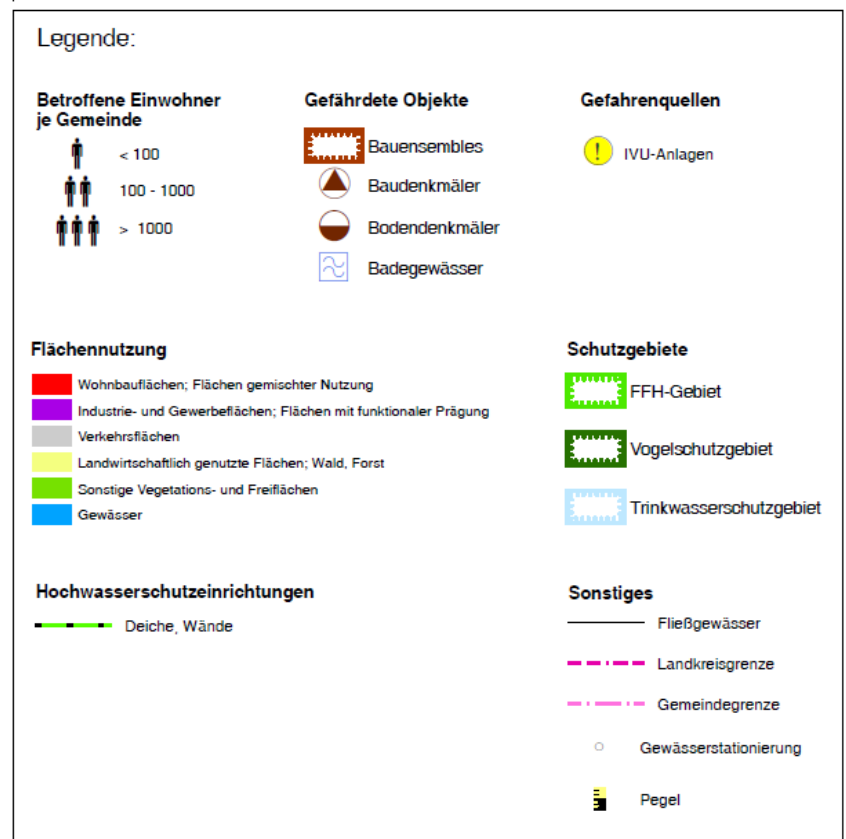 Legende:
Betroffene Einwohner
je Gemeinde
< 100
100 - 1000
> 1000
Gefährdete Objekte
Bauensembles
Baudenkmäler
Bodendenkmäler
Badegewässer
Gefahrenquellen
! IVU-Anlagen
Flächennutzung
Wohnbauflächen; Flächen gemischter Nutzung
Industrie- und Gewerbeflächen; Flächen mit funktionaler Prägung
Verkehrsflächen
Landwirtschaftlich genutzte Flächen; Wald, Forst
Sonstige Vegetations- und Freiflächen
Gewässer
Schutzgebiete
FFH-Gebiet
Vogelschutzgebiet
Trinkwasserschutzgebiet
Hochwasserschutzeinrichtungen
Deiche, Wände
Sonstiges
Fließgewässer
Landkreisgrenze
Gemeindegrenze
Gewässerstationierung
Pegel